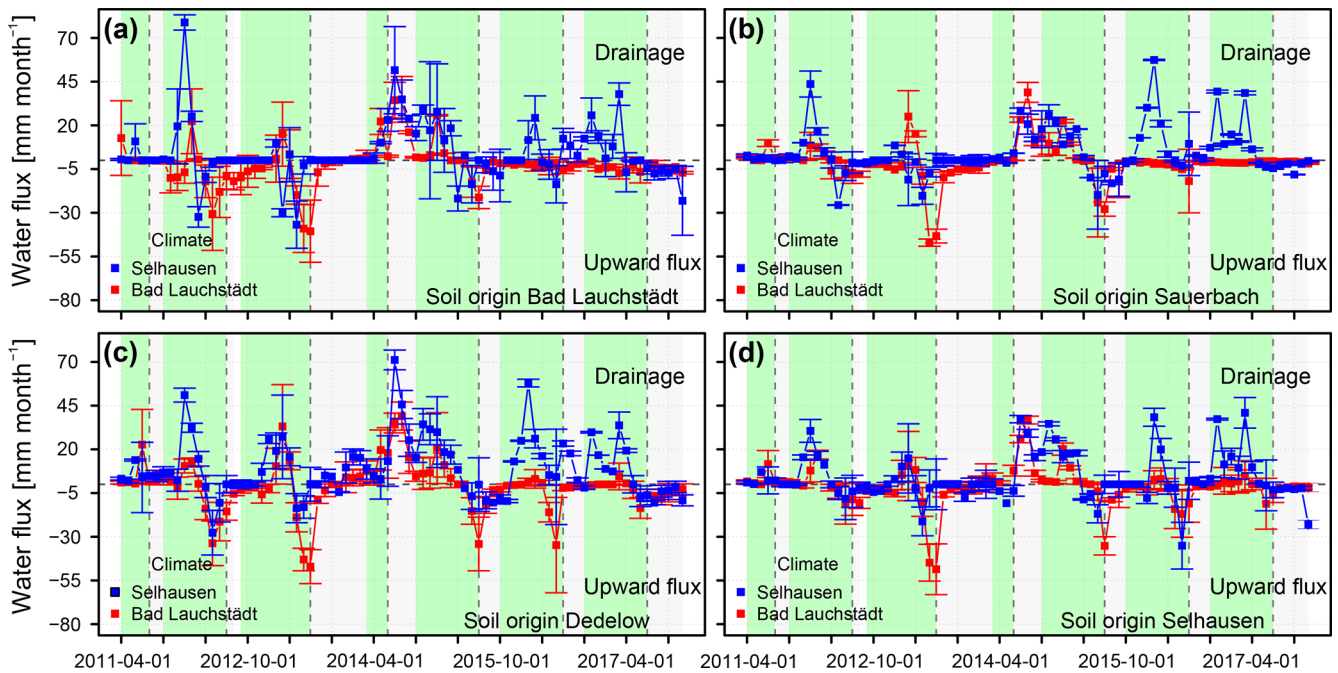 (a)
Drainage
Water flux [mm month⁻¹]
70
45
20
−5
−30
−55
−80
Climate
Selhausen
Bad Lauchstädt
Upward flux
Soil origin Bad Lauchstädt
(b)
Drainage
Climate
Selhausen
Bad Lauchstädt
Upward flux
Soil origin Sauerbach
(c)
Drainage
Water flux [mm month⁻¹]
70
45
20
−5
−30
−55
−80
Climate
Selhausen
Bad Lauchstädt
Upward flux
Soil origin Dedelow
2011-04-01 2012-10-01 2014-04-01 2015-10-01 2017-04-01
(d)
Drainage
Climate
Selhausen
Bad Lauchstädt
Upward flux
Soil origin Selhausen
2011-04-01 2012-10-01 2014-04-01 2015-10-01 2017-04-01